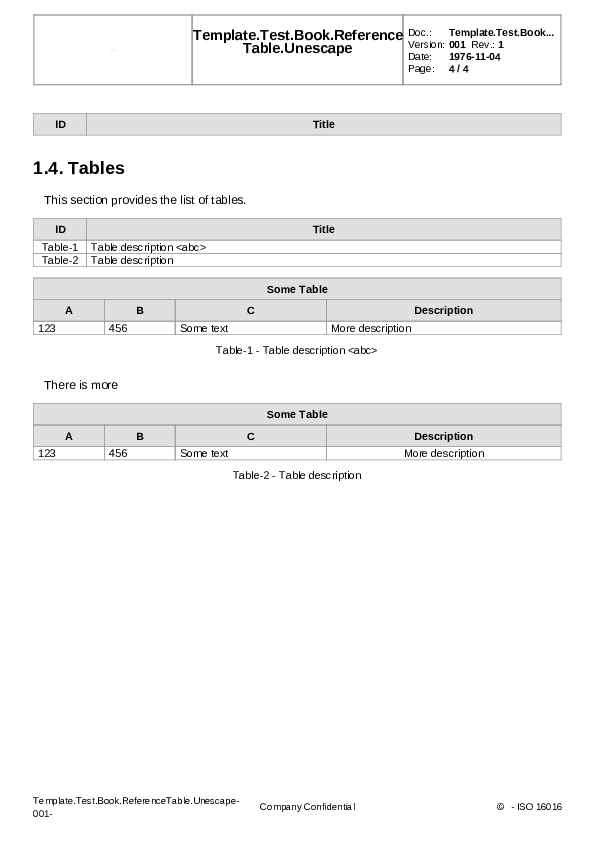 Template.Test.Book.Reference
Table.Unescape
Doc.: Template.Test.Book...
Version: 001 Rev.: 1
Date: 1976-11-04
Page: 4 / 4
ID Title
1.4. Tables
This section provides the list of tables.
ID Title
Table-1 Table description <abc>
Table-2 Table description
Some Table
A B C Description
123 456 Some text More description
Table-1 - Table description <abc>
There is more
Some Table
A B C Description
123 456 Some text More description
Table-2 - Table description
Template.Test.Book.ReferenceTable.Unescape-
001-
Company Confidential
© - ISO 16016